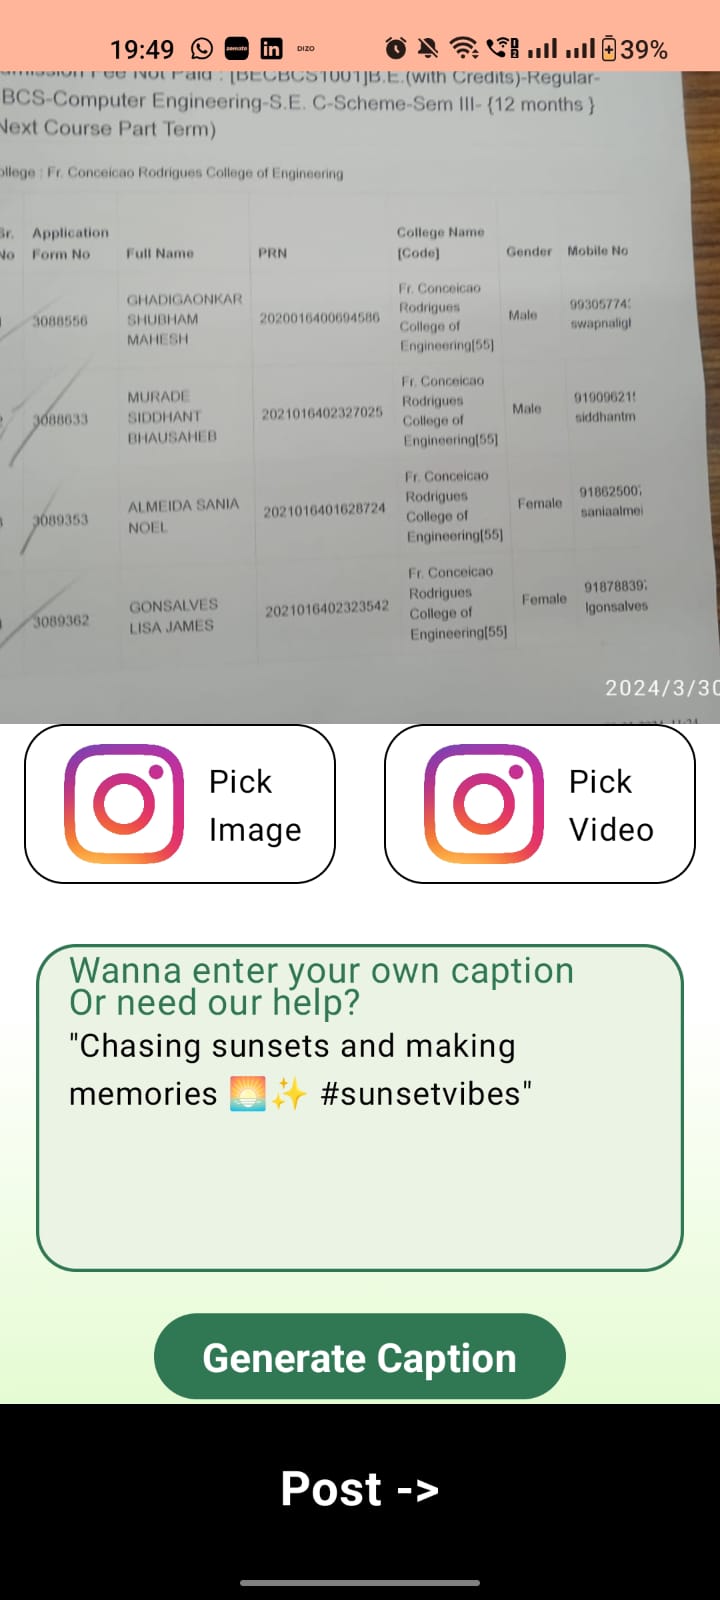 19:49 zomato in DIZO 39%
Fee Not Paid : [BECBCS1001]B.E.(with Credits)-Regular-
BCS-Computer Engineering-S.E. C-Scheme-Sem III- {12 months }
Next Course Part Term)
College : Fr. Conceicao Rodrigues College of Engineering
Sr. Application College Name
No Form No Full Name PRN [Code] Gender Mobile No
3088556 GHADIGAONKAR SHUBHAM MAHESH 2020016400694586 Fr. Conceicao Rodrigues College of Engineering[55] Male 99305774 swapnaligl
3088633 MURADE SIDDHANT BHAUSAHEB 2021016402327025 Fr. Conceicao Rodrigues College of Engineering[55] Male 91909621 siddhantm
3089353 ALMEIDA SANIA NOEL 2021016401628724 Fr. Conceicao Rodrigues College of Engineering[55] Female 91862500 saniaalmei
3089362 GONSALVES LISA JAMES 2021016402323542 Fr. Conceicao Rodrigues College of Engineering[55] Female 91878839 lgonsalves
2024/3/30
Pick Image
Pick Video
Wanna enter your own caption
Or need our help?
"Chasing sunsets and making
memories 🌅✨ #sunsetvibes"
Generate Caption
Post ->